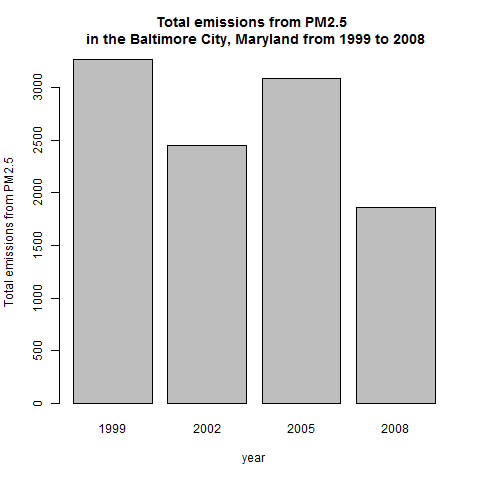 Total emissions from PM2.5
in the Baltimore City, Maryland from 1999 to 2008
Total emissions from PM2.5
3000
2500
2000
1500
1000
500
0
1999 2002 2005 2008
year